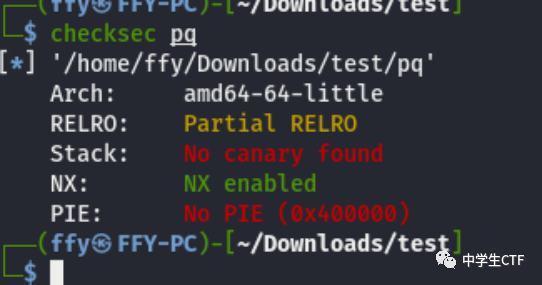 (ffy㉿FFY-PC)-[~/Downloads/test]
$ checksec pq
[*] '/home/ffy/Downloads/test/pq'
Arch: amd64-64-little
RELRO: Partial RELRO
Stack: No canary found
NX: NX enabled
PIE: No PIE (0x400000)
(ffy㉿FFY-PC)-[~/Downloads/test]
$
中学生CTF